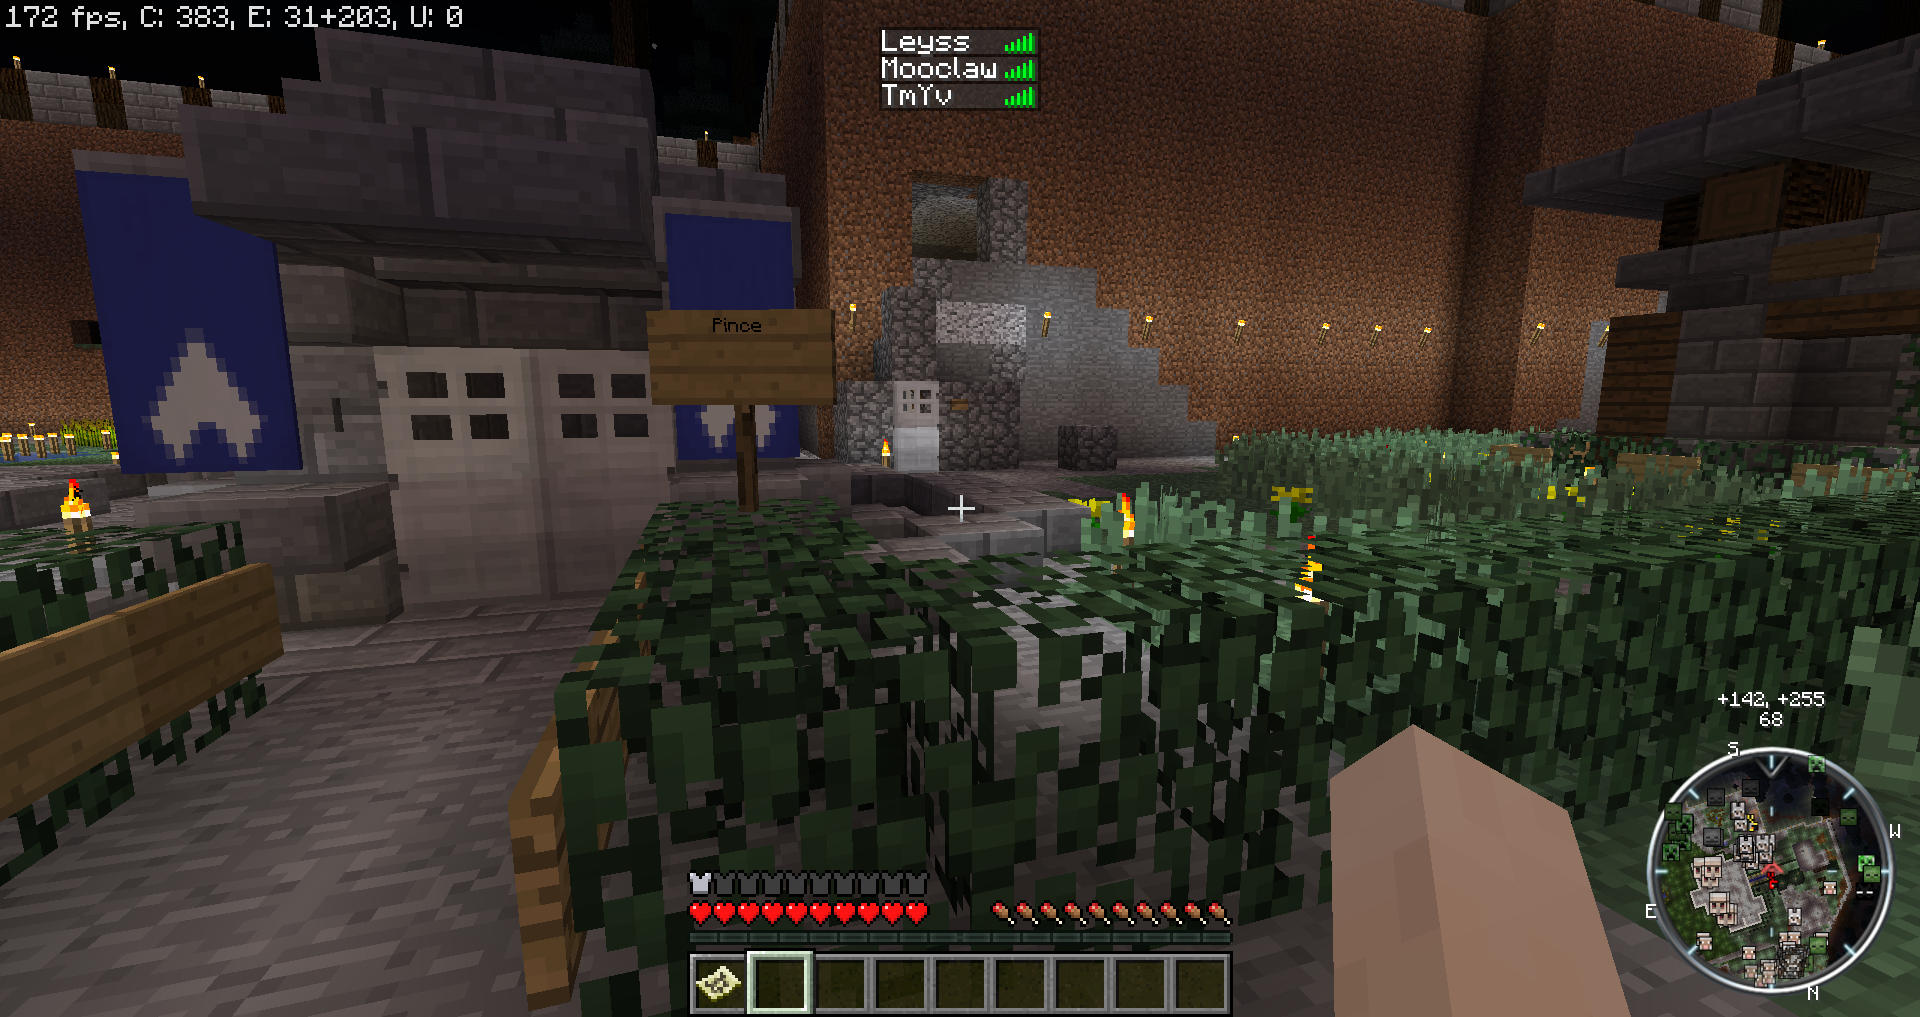 172 fps, C: 383, E: 31+203, U: 0
Leyss
Mooclaw
TmYv
Pince
+142, +255
68
S
W
E
N